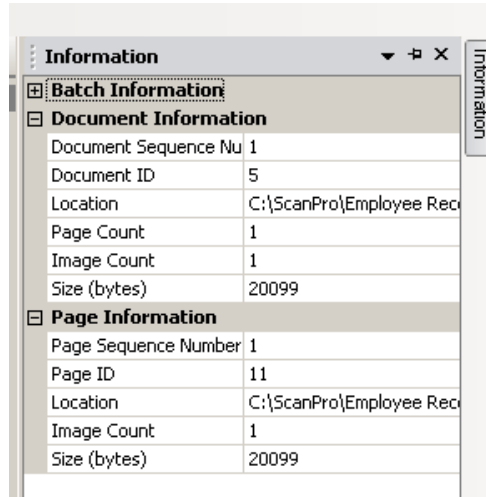 Information
Batch Information
Document Information
Document Sequence Nu 1
Document ID 5
Location C:\ScanPro\Employee Rec
Page Count 1
Image Count 1
Size (bytes) 20099
Page Information
Page Sequence Number 1
Page ID 11
Location C:\ScanPro\Employee Rec
Image Count 1
Size (bytes) 20099
Information